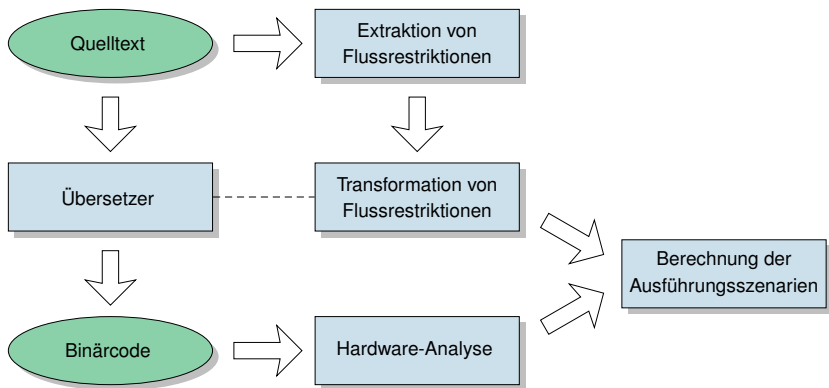 Quelltext
Extraktion von
Flussrestriktionen
Übersetzer
Transformation von
Flussrestriktionen
Berechnung der
Ausführungsszenarien
Binärcode
Hardware-Analyse